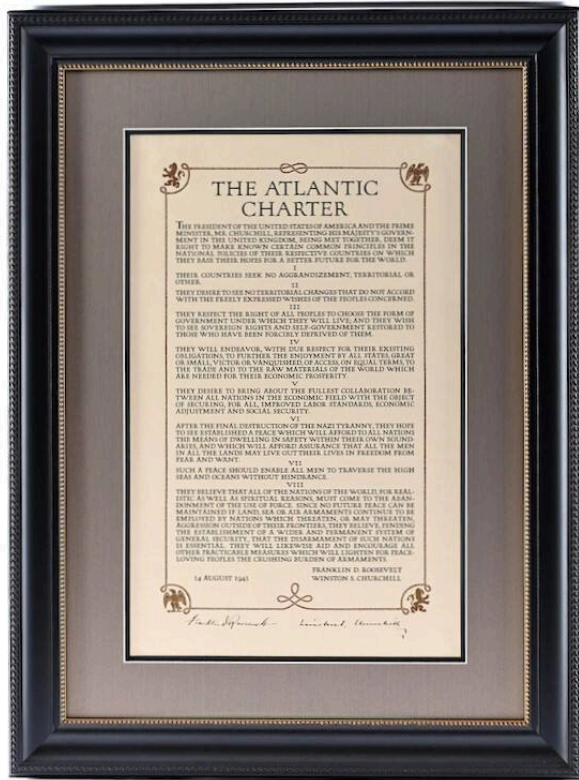 THE ATLANTIC
CHARTER
THE PRESIDENT OF THE UNITED STATES OF AMERICA AND THE PRIME
MINISTER, MR. CHURCHILL, REPRESENTING HIS MAJESTY'S GOVERN-
MENT IN THE UNITED KINGDOM, BEING MET TOGETHER, DEEM IT
RIGHT TO MAKE KNOWN CERTAIN COMMON PRINCIPLES IN THE
NATIONAL POLICIES OF THEIR RESPECTIVE COUNTRIES ON WHICH
THEY BASE THEIR HOPES FOR A BETTER FUTURE FOR THE WORLD.
I
THEIR COUNTRIES SEEK NO AGGRANDIZEMENT, TERRITORIAL OR
OTHER.
II
THEY DESIRE TO SEE NO TERRITORIAL CHANGES THAT DO NOT ACCORD
WITH THE FREELY EXPRESSED WISHES OF THE PEOPLES CONCERNED.
III
THEY RESPECT THE RIGHT OF ALL PEOPLES TO CHOOSE THE FORM OF
GOVERNMENT UNDER WHICH THEY WILL LIVE; AND THEY WISH
TO SEE SOVEREIGN RIGHTS AND SELF-GOVERNMENT RESTORED TO
THOSE WHO HAVE BEEN FORCIBLY DEPRIVED OF THEM.
IV
THEY WILL ENDEAVOR, WITH DUE RESPECT FOR THEIR EXISTING
OBLIGATIONS, TO FURTHER THE ENJOYMENT BY ALL STATES, GREAT
OR SMALL, VICTOR OR VANQUISHED, OF ACCESS, ON EQUAL TERMS, TO
THE TRADE AND TO THE RAW MATERIALS OF THE WORLD WHICH
ARE NEEDED FOR THEIR ECONOMIC PROSPERITY.
V
THEY DESIRE TO BRING ABOUT THE FULLEST COLLABORATION BE-
TWEEN ALL NATIONS IN THE ECONOMIC FIELD WITH THE OBJECT
OF SECURING, FOR ALL, IMPROVED LABOR STANDARDS, ECONOMIC
ADJUSTMENT AND SOCIAL SECURITY.
VI
AFTER THE FINAL DESTRUCTION OF THE NAZI TYRANNY, THEY HOPE
TO SEE ESTABLISHED A PEACE WHICH WILL AFFORD TO ALL NATIONS
THE MEANS OF DWELLING IN SAFETY WITHIN THEIR OWN BOUND-
ARIES, AND WHICH WILL AFFORD ASSURANCE THAT ALL THE MEN
IN ALL THE LANDS MAY LIVE OUT THEIR LIVES IN FREEDOM FROM
FEAR AND WANT.
VII
SUCH A PEACE SHOULD ENABLE ALL MEN TO TRAVERSE THE HIGH
SEAS AND OCEANS WITHOUT HINDRANCE.
VIII
THEY BELIEVE THAT ALL OF THE NATIONS OF THE WORLD, FOR REAL-
ISTIC AS WELL AS SPIRITUAL REASONS, MUST COME TO THE ABAN-
DONMENT OF THE USE OF FORCE. SINCE NO FUTURE PEACE CAN BE
MAINTAINED IF LAND, SEA OR AIR ARMAMENTS CONTINUE TO BE
EMPLOYED BY NATIONS WHICH THREATEN, OR MAY THREATEN,
AGGRESSION OUTSIDE OF THEIR FRONTIERS, THEY BELIEVE, PENDING
THE ESTABLISHMENT OF A WIDER AND PERMANENT SYSTEM OF
GENERAL SECURITY, THAT THE DISARMAMENT OF SUCH NATIONS
IS ESSENTIAL. THEY WILL LIKEWISE AID AND ENCOURAGE ALL
OTHER PRACTICABLE MEASURES WHICH WILL LIGHTEN FOR PEACE-
LOVING PEOPLES THE CRUSHING BURDEN OF ARMAMENTS.
FRANKLIN D. ROOSEVELT
14 AUGUST 1941 WINSTON S. CHURCHILL
Franklin D Roosevelt Winston S. Churchill